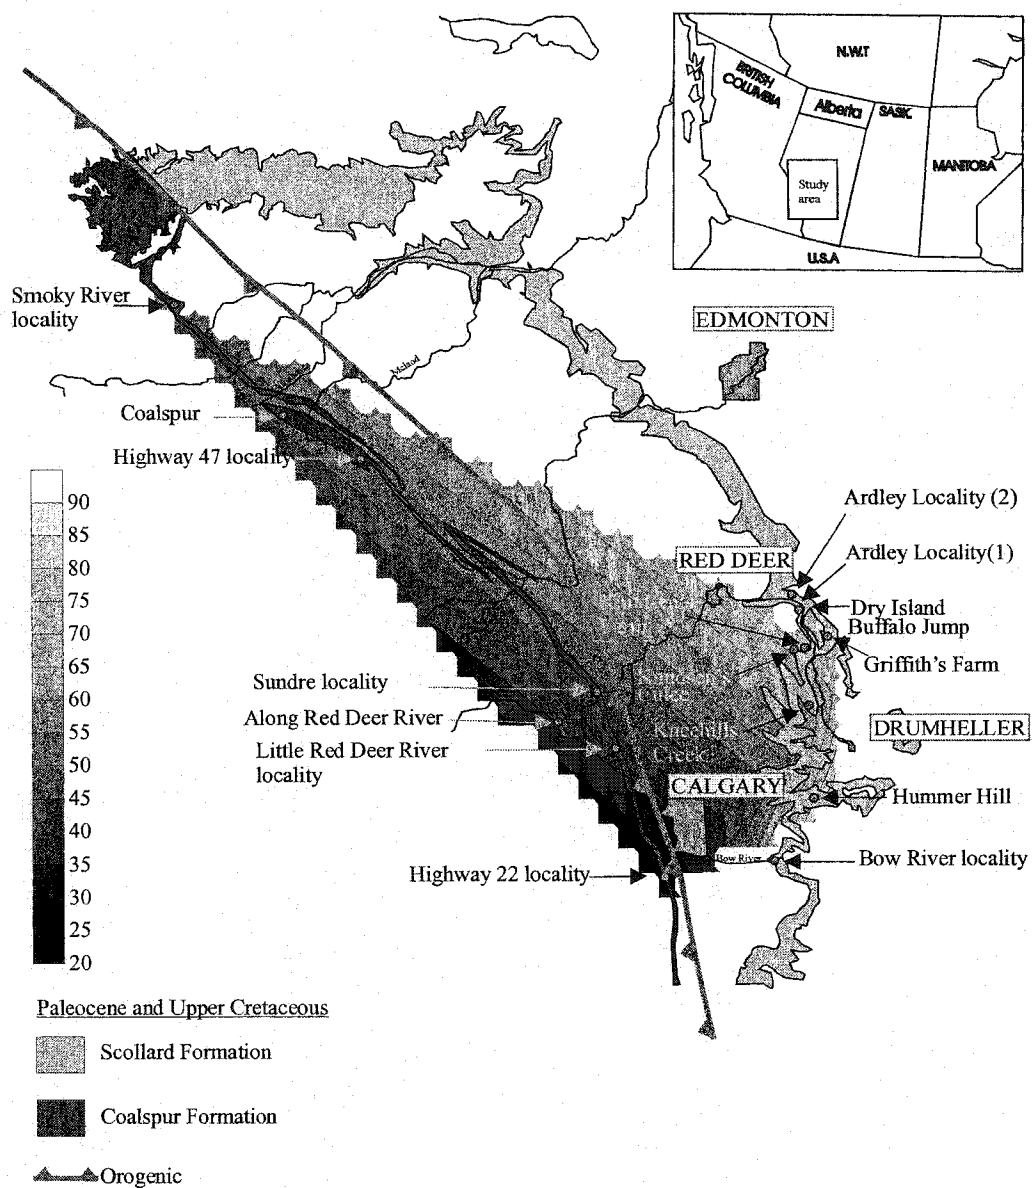 N.W.T
BRITISH
COLUMBIA
Alberta
SASK.
MANITOBA
Study
area
U.S.A
Smoky River
locality
EDMONTON
Mcleod
Coalspur
Highway 47 locality
Ardley Locality (2)
RED DEER
Ardley Locality(1)
Dry Island
Buffalo Jump
Griffith's Farm
Sundre locality
Along Red Deer River
Little Red Deer River
locality
Kneehills
Creek
DRUMHELLER
CALGARY
Hummer Hill
Bow River
Bow River locality
Highway 22 locality
90
85
80
75
70
65
60
55
50
45
40
35
30
25
20
Paleocene and Upper Cretaceous
Scollard Formation
Coalspur Formation
Orogenic